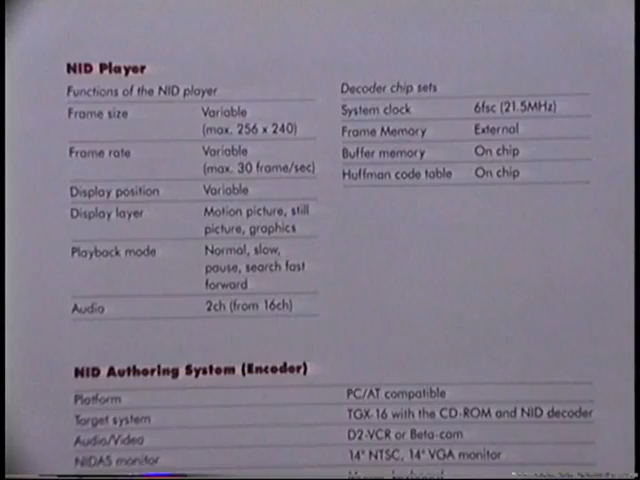 NID Player
Functions of the NID player
Frame size Variable
(max. 256 x 240)
Frame rate Variable
(max. 30 frame/sec)
Display position Variable
Display layer Motion picture, still
picture, graphics
Playback mode Normal, slow,
pause, search fast
forward
Audio 2ch (from 16ch)
Decoder chip sets
System clock 6fsc (21.5MHz)
Frame Memory External
Buffer memory On chip
Huffman code table On chip
NID Authoring System (Encoder)
Platform PC/AT compatible
Target system TGX-16 with the CD-ROM and NID decoder
Audio/Video D2-VCR or Beta-cam
NIDAS monitor 14" NTSC, 14" VGA monitor